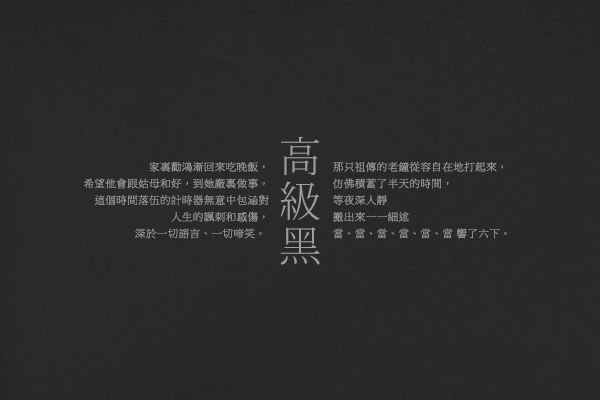 高級黑
家裏勸鴻漸回來吃晚飯，
希望他會跟姑母和好，到她廠裏做事。
這個時間落伍的計時器無意中包涵對
人生的諷刺和感傷，
深於一切語言、一切啼笑。
那只祖傳的老鐘從容自在地打起來，
仿佛積蓄了半天的時間，
等夜深人靜
搬出來一一細述
當、當、當、當、當、當 響了六下。